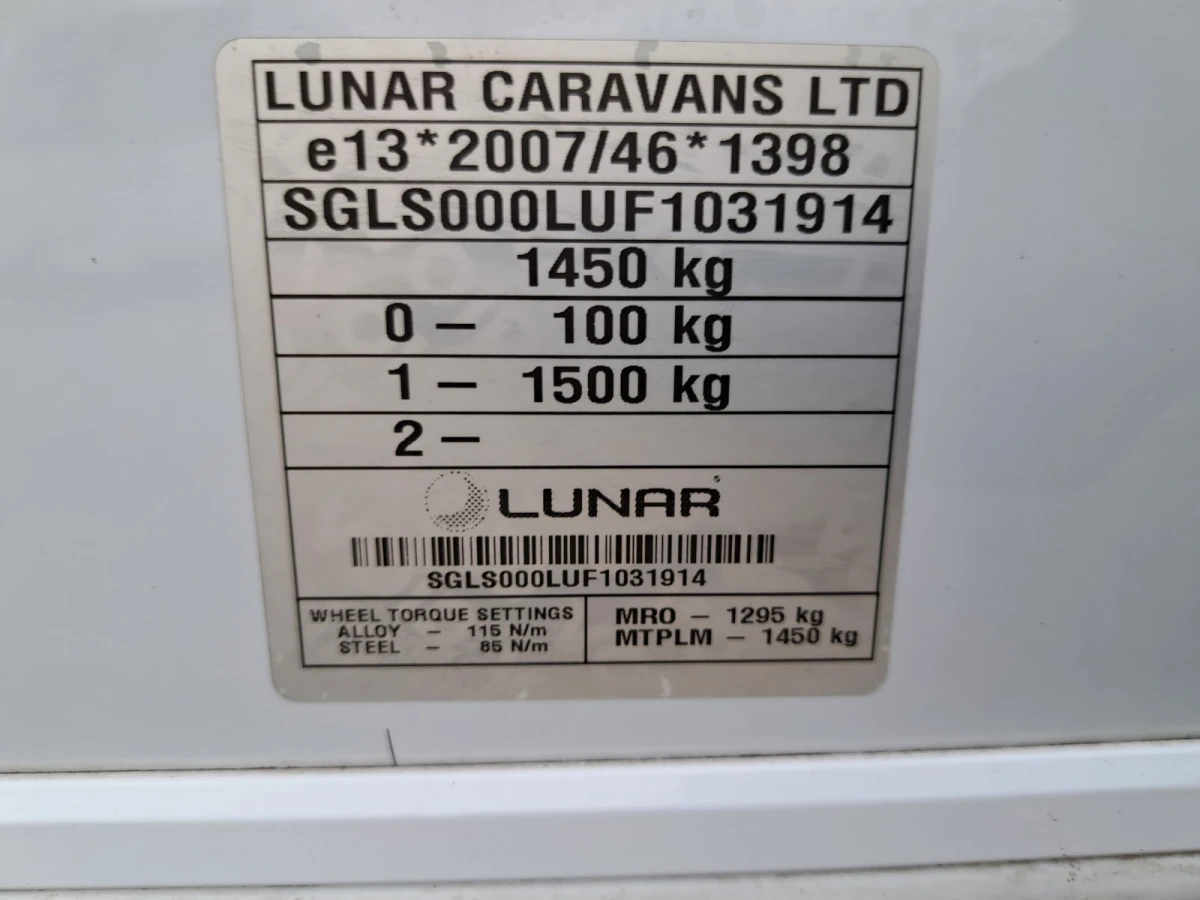 LUNAR CARAVANS LTD
e13*2007/46*1398
SGLS000LUF1031914
1450 kg
0 — 100 kg
1 — 1500 kg
2 —
LUNAR
SGLS000LUF1031914
WHEEL TORQUE SETTINGS
ALLOY — 115 N/m
STEEL — 85 N/m
MRO — 1295 kg
MTPLM — 1450 kg